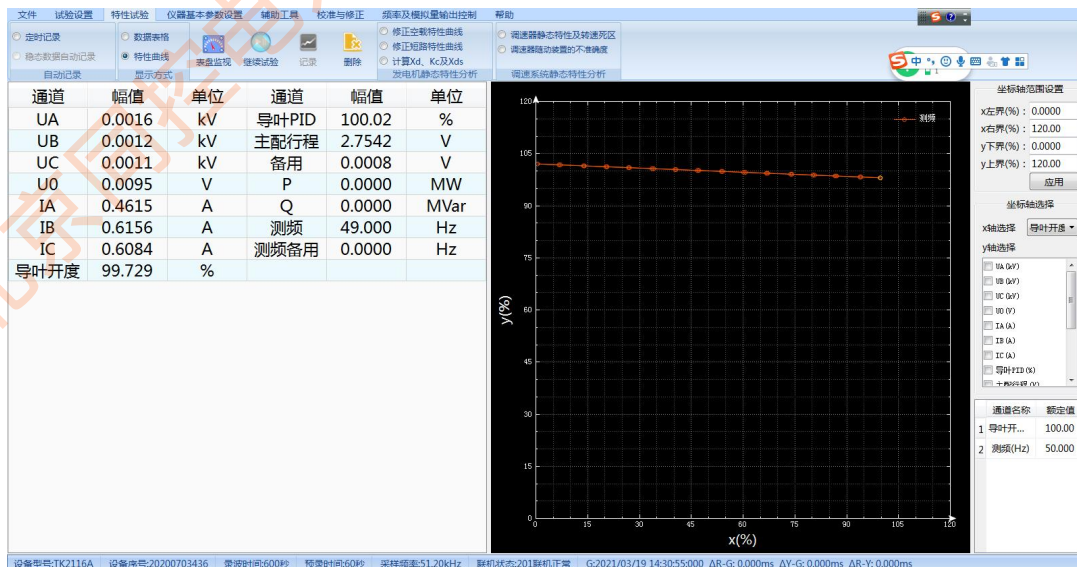 文件 试验设置 特性试验 仪器基本参数设置 辅助工具 校准与修正 频率及模拟量输出控制 帮助
定时记录
稳态数据自动记录
自动记录
数据表格
特性曲线
显示方式
表盘监视 继续试验 记录 删除
修正空载特性曲线
修正短路特性曲线
计算Xd、Kc及Xds
发电机静态特性分析
调速器静态特性及转速死区
调速器随动装置的不准确度
调速系统静态特性分析
中
通道 幅值 单位 通道 幅值 单位
UA 0.0016 kV 导叶PID 100.02 %
UB 0.0012 kV 主配行程 2.7542 V
UC 0.0011 kV 备用 0.0008 V
U0 0.0095 V P 0.0000 MW
IA 0.4615 A Q 0.0000 MVar
IB 0.6156 A 测频 49.000 Hz
IC 0.6084 A 测频备用 0.0000 Hz
导叶开度 99.729 %
测频
y(%)
120
105
90
75
60
45
30
15
0
0 15 30 45 60 75 90 105 120
x(%)
坐标轴范围设置
x左界(%)： 0.0000
x右界(%)： 120.00
y下界(%)： 0.0000
y上界(%)： 120.00
应用
坐标轴选择
x轴选择 导叶开度
y轴选择
UA(kV)
UB(kV)
UC(kV)
U0(V)
IA(A)
IB(A)
IC(A)
导叶PID(%)
主配行程(V)
通道名称 额定值
1 导叶开... 100.00
2 测频(Hz) 50.000
设备型号:TK2116A 设备序号:20200703436 录波时间:600秒 预录时间:60秒 采样频率:51.20kHz 联机状态:201联机正常 G:2021/03/19 14:30:55:000 ΔR-G: 0.000ms ΔY-G: 0.000ms ΔR-Y: 0.000ms